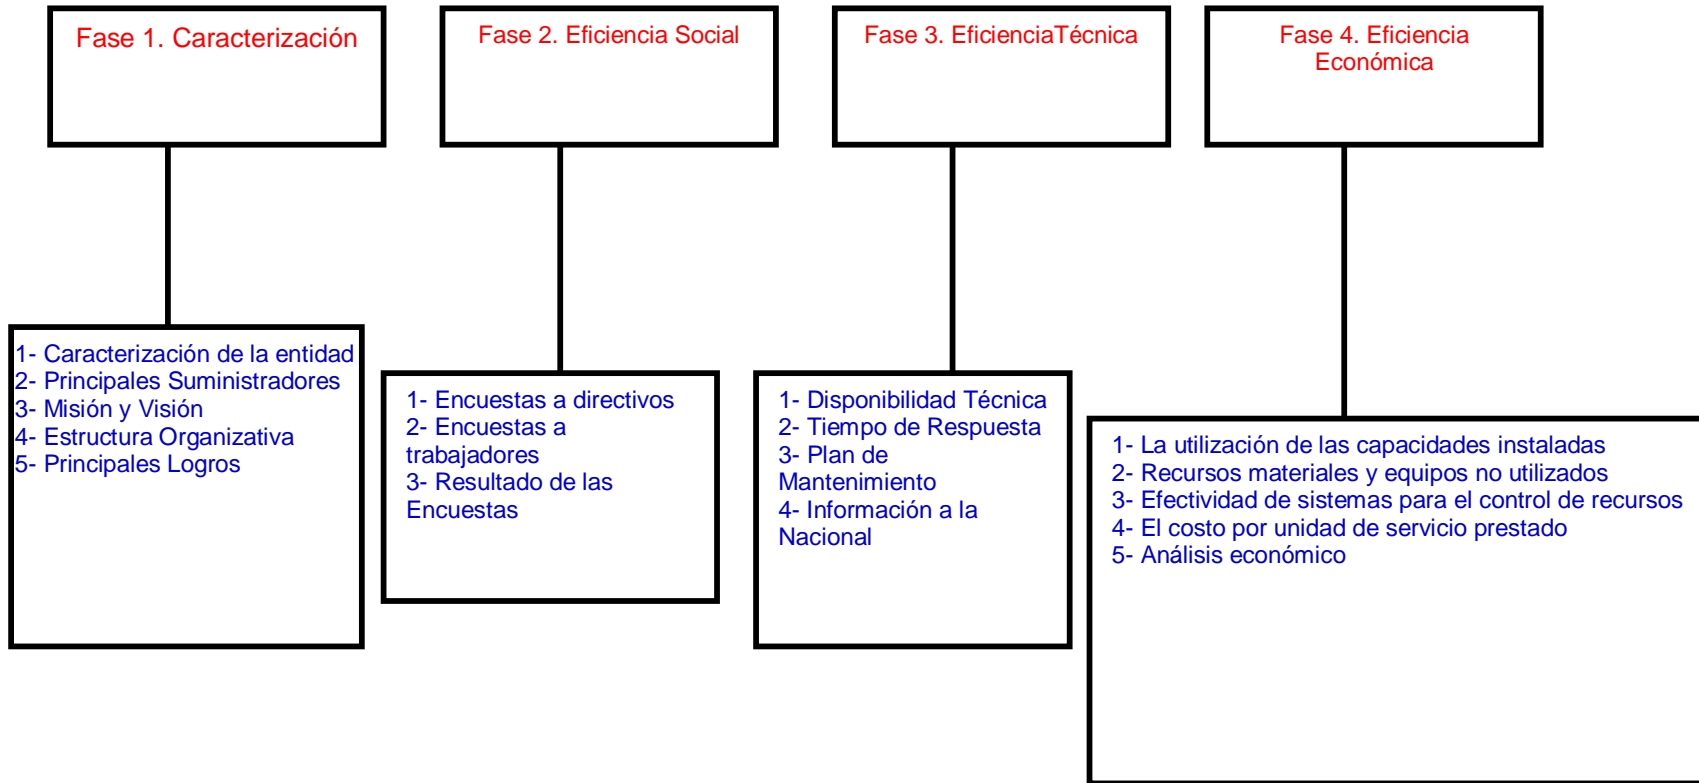 Fase 1. Caracterización
Fase 2. Eficiencia Social
Fase 3. EficienciaTécnica
Fase 4. Eficiencia
Económica
1- Caracterización de la entidad
2- Principales Suministradores
3- Misión y Visión
4- Estructura Organizativa
5- Principales Logros
1- Encuestas a directivos
2- Encuestas a
trabajadores
3- Resultado de las
Encuestas
1- Disponibilidad Técnica
2- Tiempo de Respuesta
3- Plan de
Mantenimiento
4- Información a la
Nacional
1- La utilización de las capacidades instaladas
2- Recursos materiales y equipos no utilizados
3- Efectividad de sistemas para el control de recursos
4- El costo por unidad de servicio prestado
5- Análisis económico